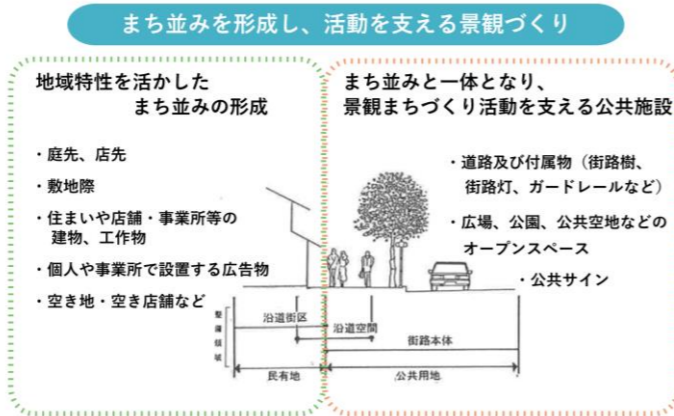 まち並みを形成し、活動を支える景観づくり
地域特性を活かした
まち並みの形成
・庭先、店先
・敷地際
・住まいや店舗・事業所等の
建物、工作物
・個人や事業所で設置する広告物
・空き地・空き店舗など
まち並みと一体となり、
景観まちづくり活動を支える公共施設
・道路及び付属物（街路樹、
街路灯、ガードレールなど）
・広場、公園、公共空地などの
オープンスペース
・公共サイン
整備領域
沿道街区
沿道空間
街路本体
民有地
公共用地